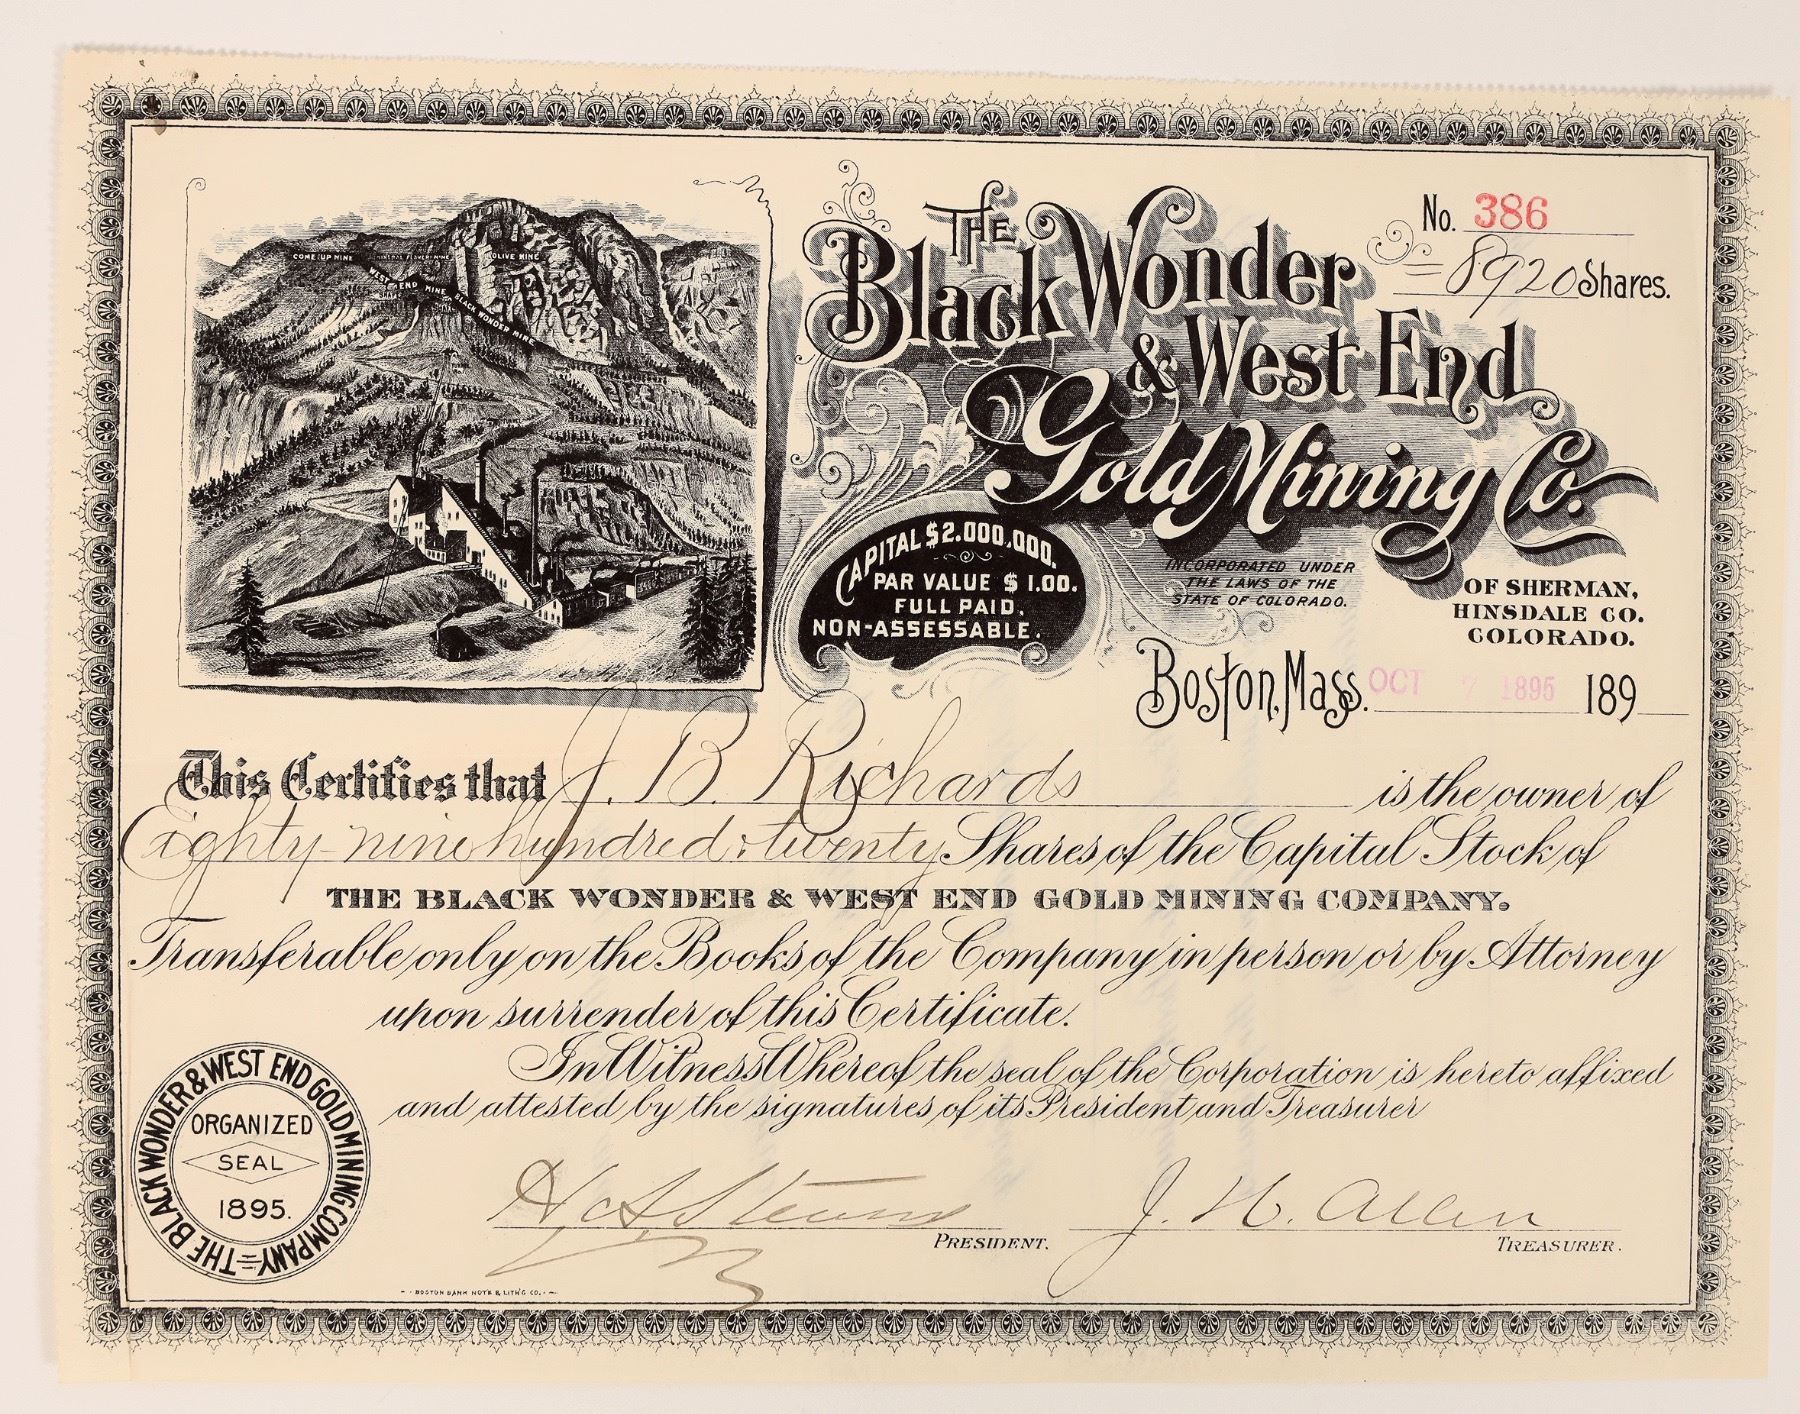 No. 386
8920 Shares.
THE
Black Wonder
& West End
Gold Mining Co.
COME UP MINE
OLIVE MINE
WEST END MINE
BLACK WONDER MINE
CAPITAL $2.000,000.
PAR VALUE $1.00.
FULL PAID.
NON-ASSESSABLE.
INCORPORATED UNDER
THE LAWS OF THE
STATE OF COLORADO.
OF SHERMAN,
HINSDALE CO.
COLORADO.
Boston, Mass. OCT 7 1895 189
This Certifies that J. B. Richards is the owner of
Eighty-nine hundred & twenty Shares of the Capital Stock of
THE BLACK WONDER & WEST END GOLD MINING COMPANY.
Transferable only on the Books of the Company in person or by Attorney
upon surrender of this Certificate.
In Witness Whereof the seal of the Corporation is hereto affixed
and attested by the signatures of its President and Treasurer
THE BLACK WONDER & WEST END GOLD MINING COMPANY
ORGANIZED
SEAL
1895.
PRESIDENT.
J. H. Allen
TREASURER.
BOSTON BANK NOTE & LITH'G CO.